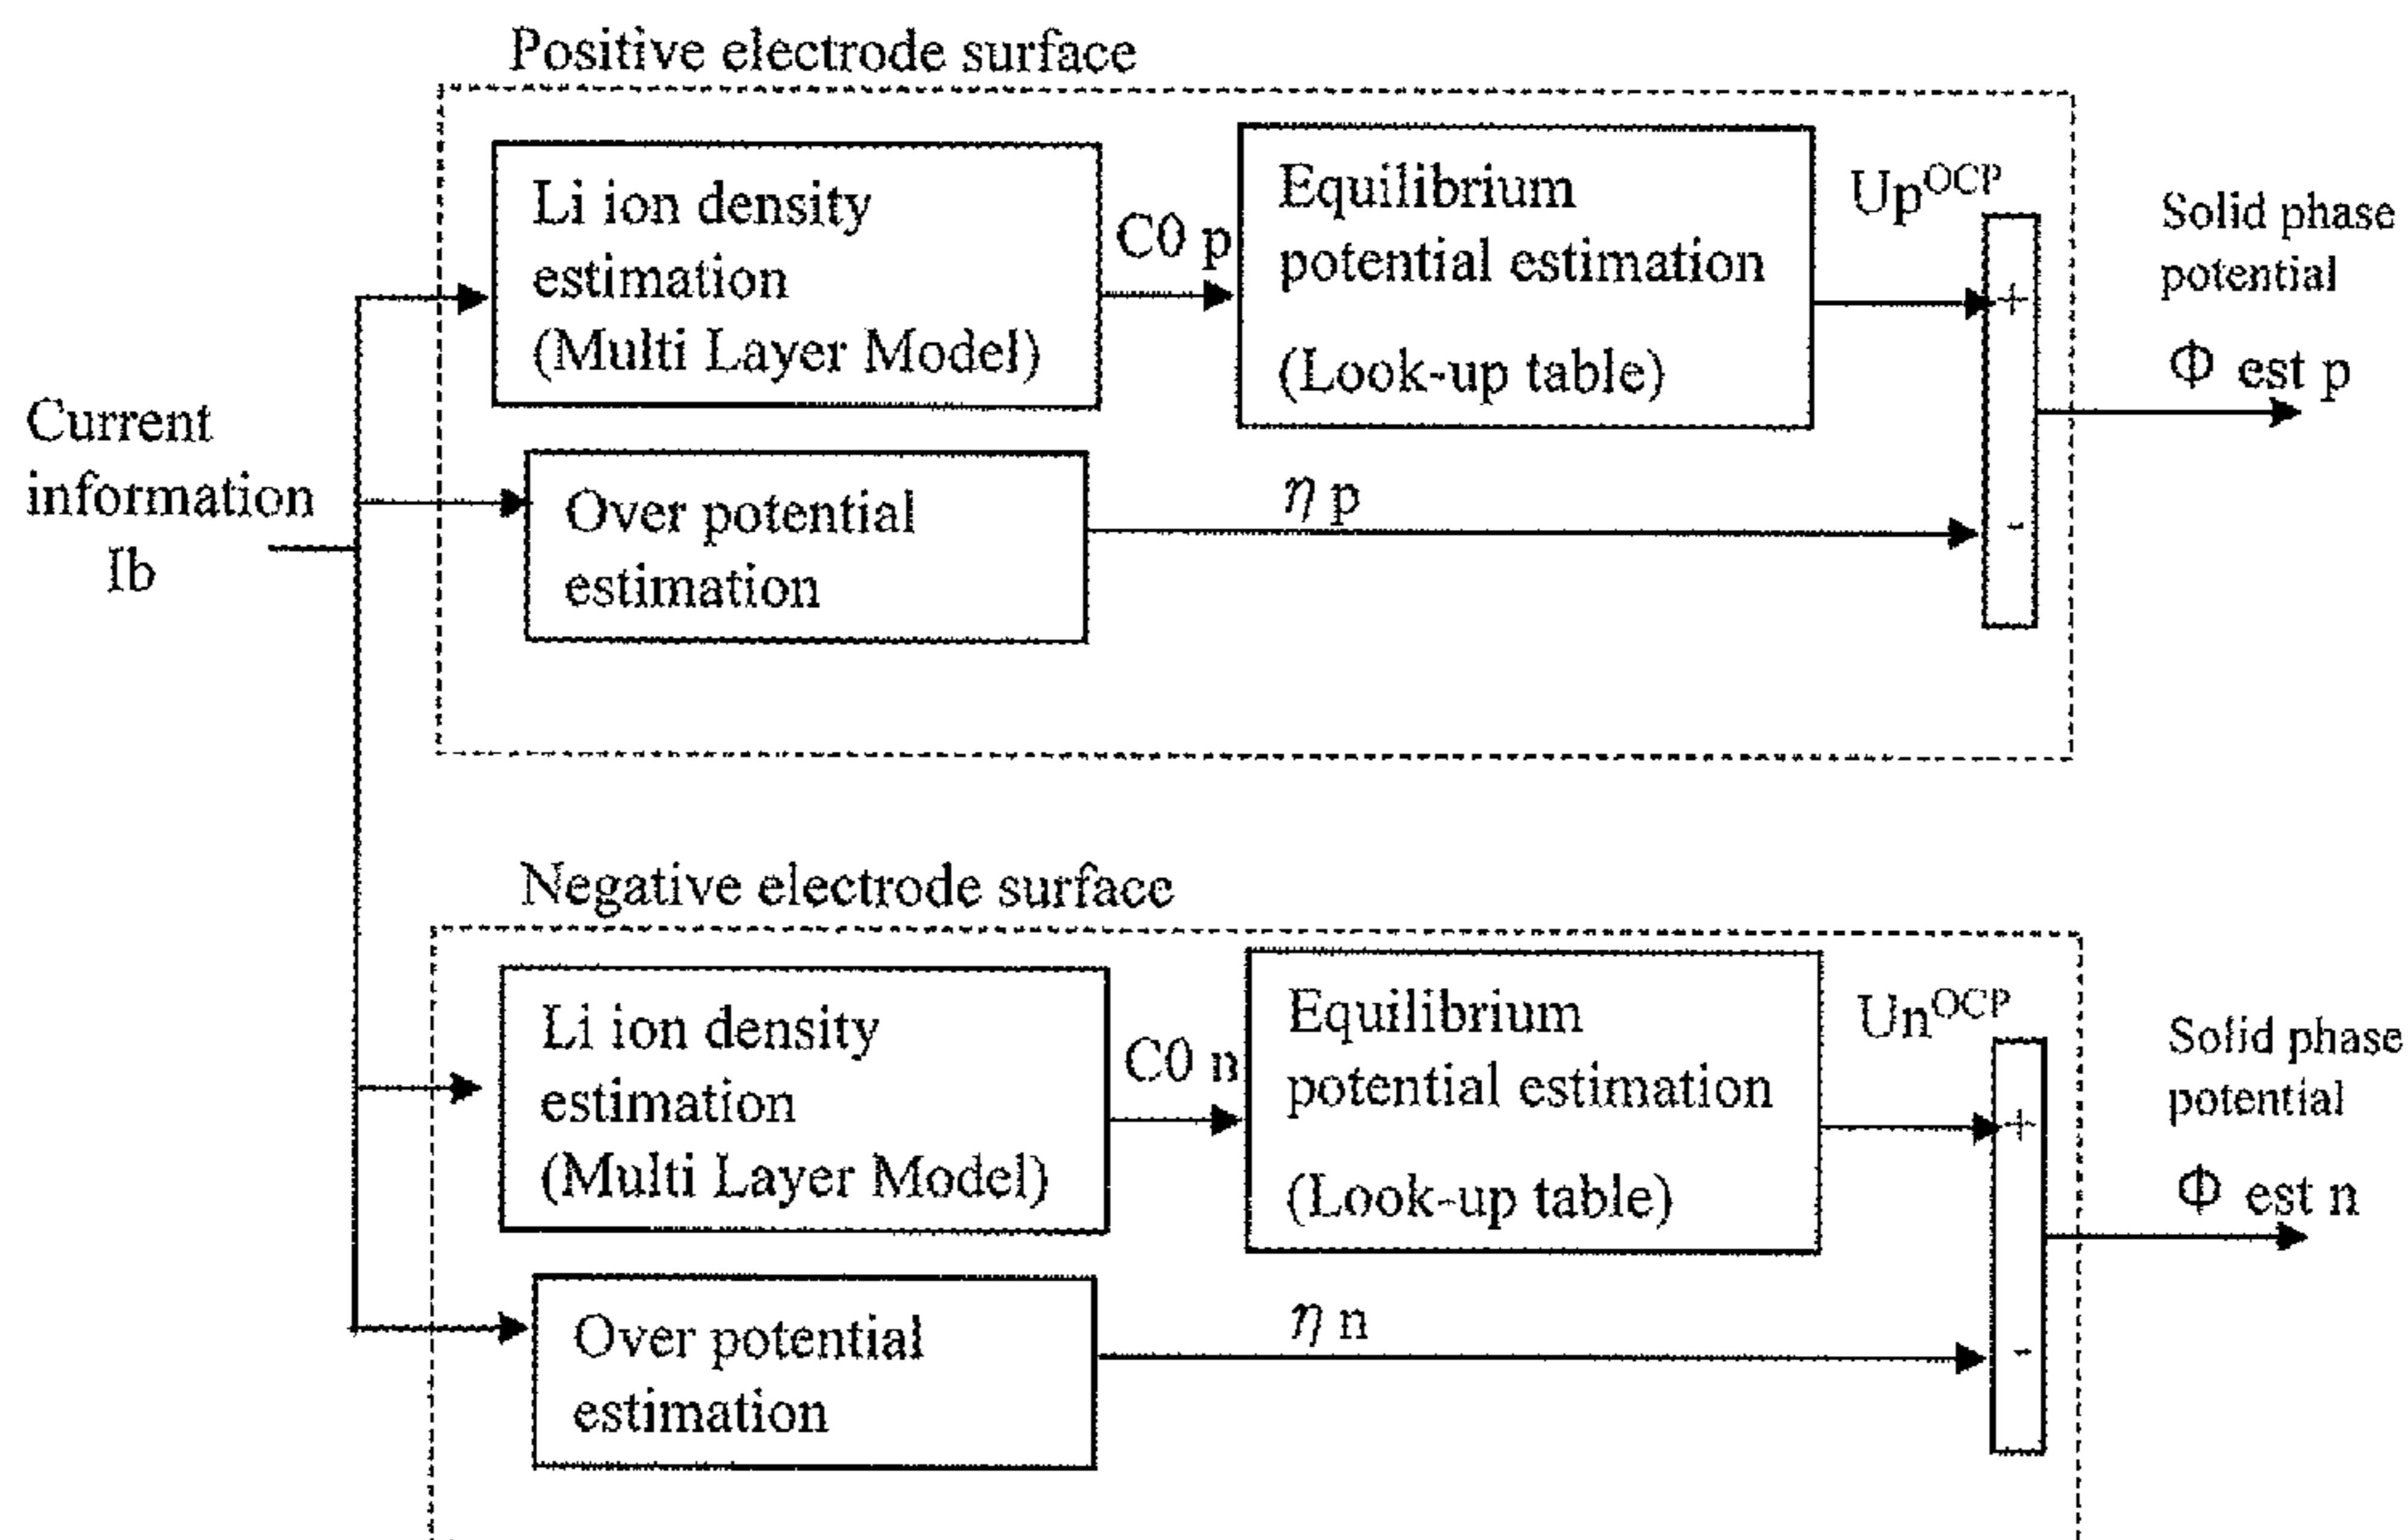 Positive electrode surface
Li ion density
estimation
(Multi Layer Model)
C0 p
Equilibrium
potential estimation
(Look-up table)
Up^OCP
+
-
Solid phase
potential
Φ est p
Current
information
Ib
Over potential
estimation
η p
Negative electrode surface
Li ion density
estimation
(Multi Layer Model)
C0 n
Equilibrium
potential estimation
(Look-up table)
Un^OCP
+
-
Solid phase
potential
Φ est n
Over potential
estimation
η n